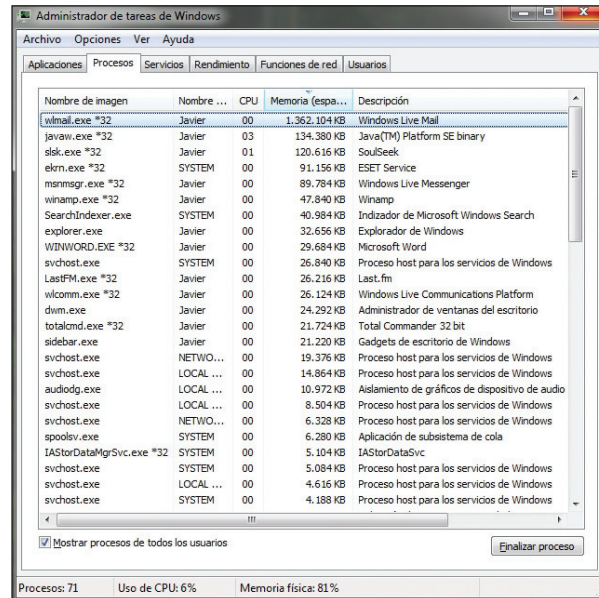 Administrador de tareas de Windows
Archivo Opciones Ver Ayuda
Aplicaciones Procesos Servicios Rendimiento Funciones de red Usuarios
Nombre de imagen Nombre ... CPU Memoria (espa... Descripción
wlmail.exe *32 Javier 00 1.362.104 KB Windows Live Mail
javaw.exe *32 Javier 03 134.380 KB Java(TM) Platform SE binary
slsk.exe *32 Javier 01 120.616 KB SoulSeek
ekrn.exe *32 SYSTEM 00 91.156 KB ESET Service
msnmsgr.exe *32 Javier 00 89.784 KB Windows Live Messenger
winamp.exe *32 Javier 00 47.840 KB Winamp
SearchIndexer.exe SYSTEM 00 40.984 KB Indizador de Microsoft Windows Search
explorer.exe Javier 00 32.656 KB Explorador de Windows
WINWORD.EXE *32 Javier 00 29.684 KB Microsoft Word
svchost.exe SYSTEM 00 26.840 KB Proceso host para los servicios de Windows
LastFM.exe *32 Javier 00 26.216 KB Last.fm
wlcomm.exe *32 Javier 00 26.124 KB Windows Live Communications Platform
dwm.exe Javier 00 24.292 KB Administrador de ventanas del escritorio
totalcmd.exe *32 Javier 00 21.724 KB Total Commander 32 bit
sidebar.exe Javier 00 21.220 KB Gadgets de escritorio de Windows
svchost.exe NETWO... 00 19.376 KB Proceso host para los servicios de Windows
svchost.exe LOCAL ... 00 14.864 KB Proceso host para los servicios de Windows
audiodg.exe LOCAL ... 00 10.972 KB Aislamiento de gráficos de dispositivo de audio
svchost.exe LOCAL ... 00 8.504 KB Proceso host para los servicios de Windows
svchost.exe NETWO... 00 6.328 KB Proceso host para los servicios de Windows
spoolsv.exe SYSTEM 00 6.280 KB Aplicación de subsistema de cola
IAStorDataMgrSvc.exe *32 SYSTEM 00 5.104 KB IAStorDataSvc
svchost.exe SYSTEM 00 5.084 KB Proceso host para los servicios de Windows
svchost.exe LOCAL ... 00 4.616 KB Proceso host para los servicios de Windows
svchost.exe SYSTEM 00 4.188 KB Proceso host para los servicios de Windows
Mostrar procesos de todos los usuarios Finalizar proceso
Procesos: 71 Uso de CPU: 6% Memoria física: 81%